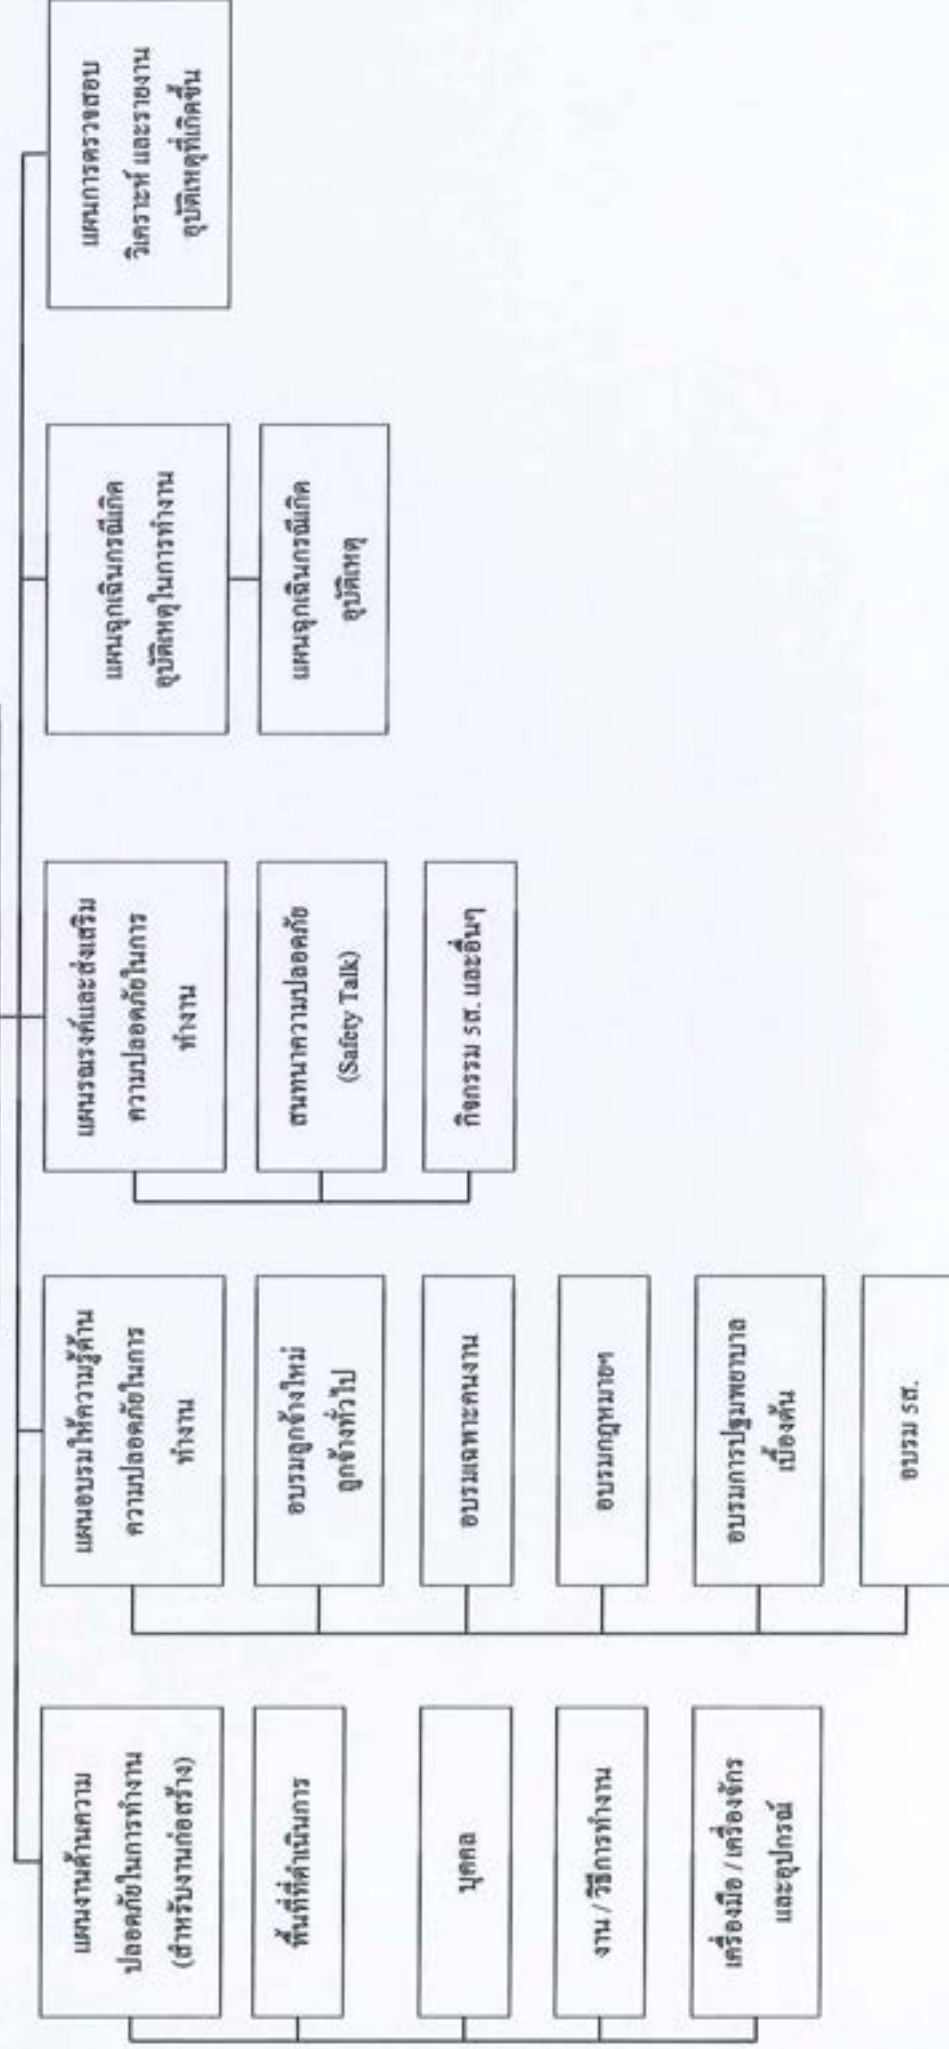 แผนงานด้านความ
ปลอดภัยในการทำงาน
(สำหรับงานก่อสร้าง)
พื้นที่ที่ดำเนินการ
บุคคล
งาน / วิธีการทำงาน
เครื่องมือ / เครื่องจักร
และอุปกรณ์
แผนอบรมให้ความรู้ด้าน
ความปลอดภัยในการ
ทำงาน
อบรมลูกจ้างใหม่
ลูกจ้างทั่วไป
อบรมเฉพาะคนงาน
อบรมกฎหมายฯ
อบรมการปฐมพยาบาล
เบื้องต้น
อบรม 5ส.
แผนรณรงค์และส่งเสริม
ความปลอดภัยในการ
ทำงาน
สนทนาความปลอดภัย
(Safety Talk)
กิจกรรม 5ส. และอื่นๆ
แผนฉุกเฉินกรณีเกิด
อุบัติเหตุในการทำงาน
แผนฉุกเฉินกรณีเกิด
อุบัติเหตุ
แผนการตรวจสอบ
วิเคราะห์ และรายงาน
อุบัติเหตุที่เกิดขึ้น